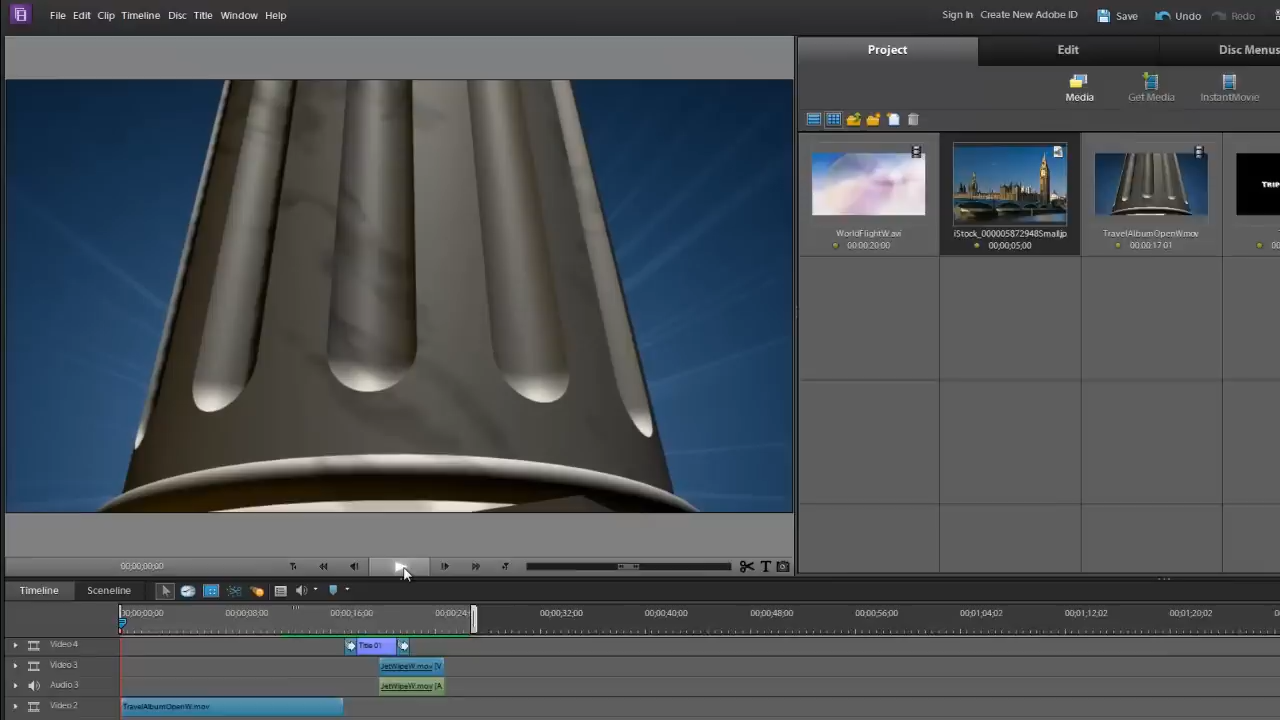 File Edit Clip Timeline Disc Title Window Help
Sign In Create New Adobe ID Save Undo Redo
Project Edit Disc Menus
Media Get Media InstantMovie
WorldFlightW.avi
00:00:20:00
iStock_000005872948Small.jp
00;00;05;00
TravelAlbumOpenW.mov
00:00:17:01
TRIP
00;00;00;00
Timeline Sceneline
00;00;00;00 00;00;08;00 00;00;16;00 00;00;24; 00;00;32;00 00;00;40;00 00;00;48;00 00;00;56;00 00;01;04;02 00;01;12;02 00;01;20;02
Video 4 Title 01
Video 3 JetWipeW.mov [V
Audio 3 JetWipeW.mov [A
Video 2 TravelAlbumOpenW.mov